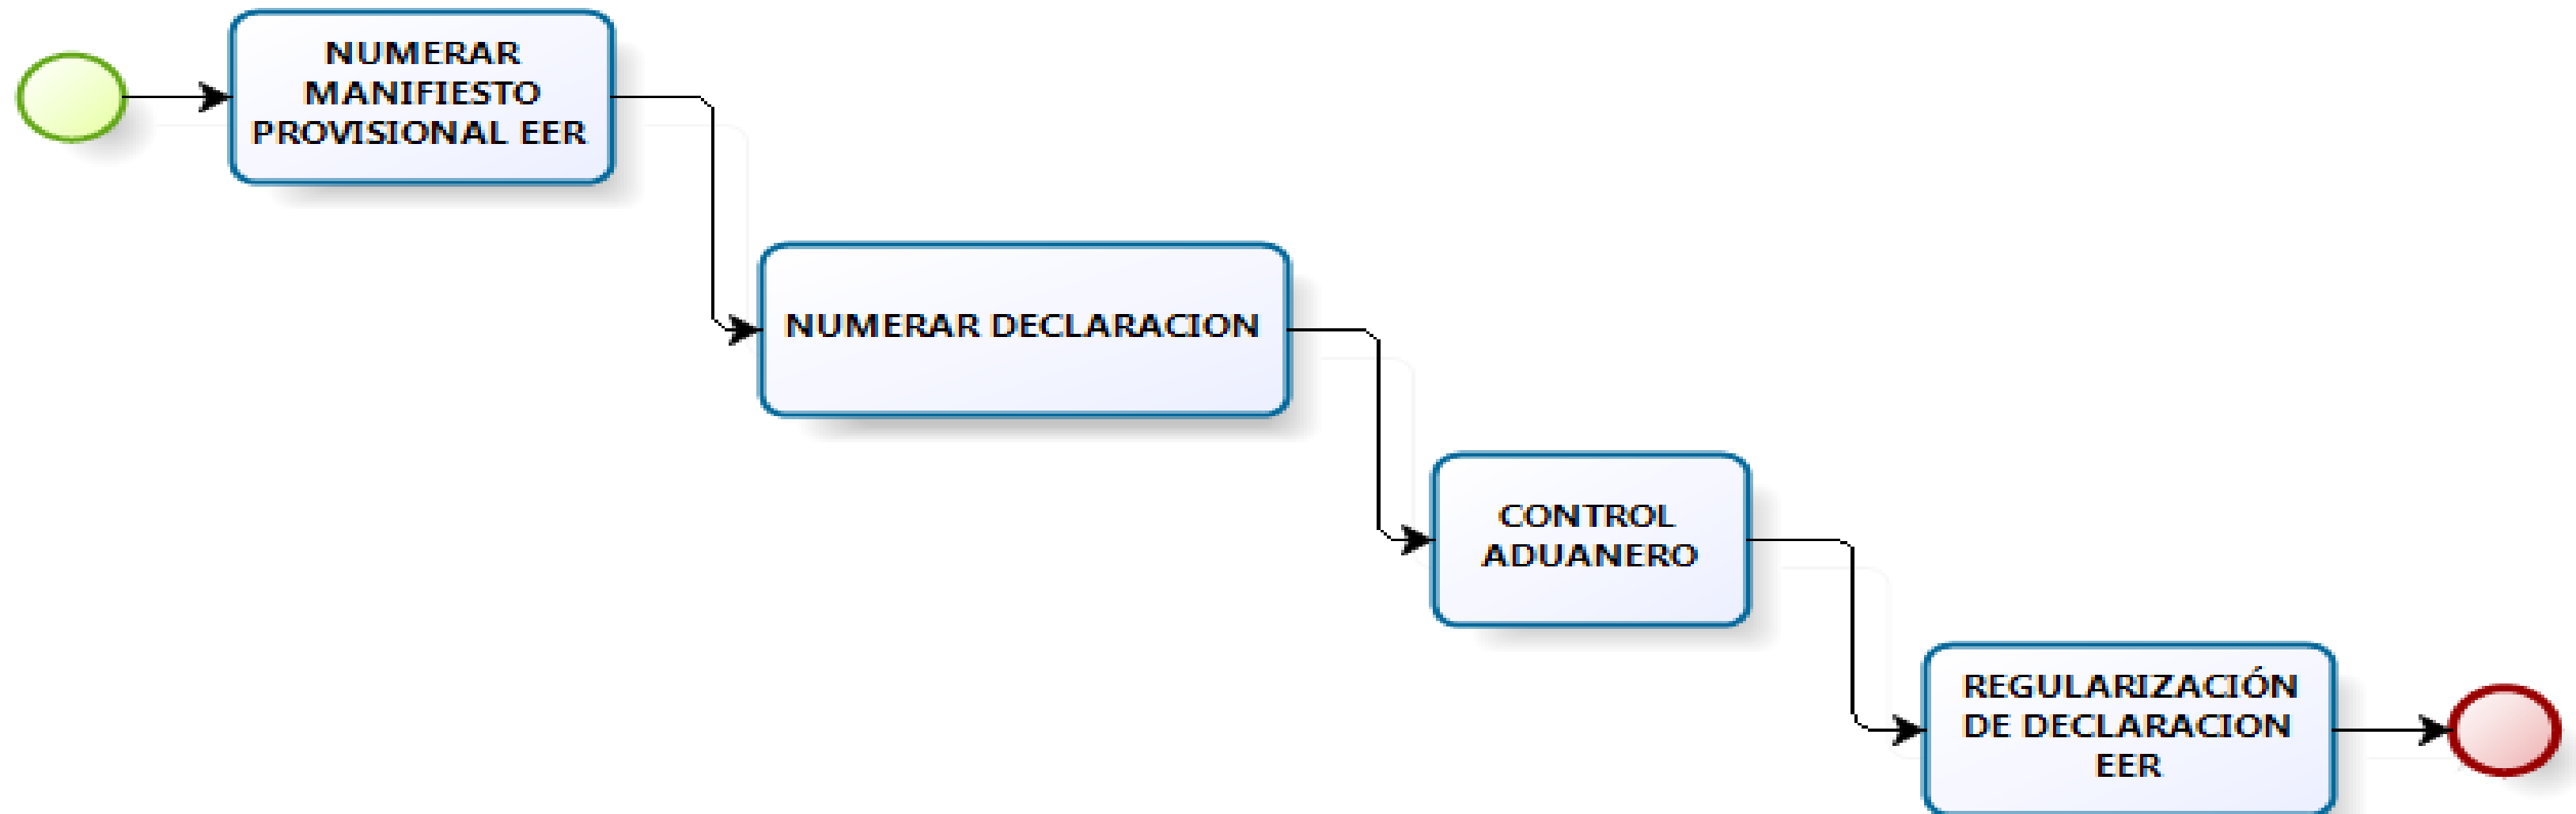 NUMERAR
MANIFIESTO
PROVISIONAL EER
NUMERAR DECLARACION
CONTROL
ADUANERO
REGULARIZACIÓN
DE DECLARACION
EER